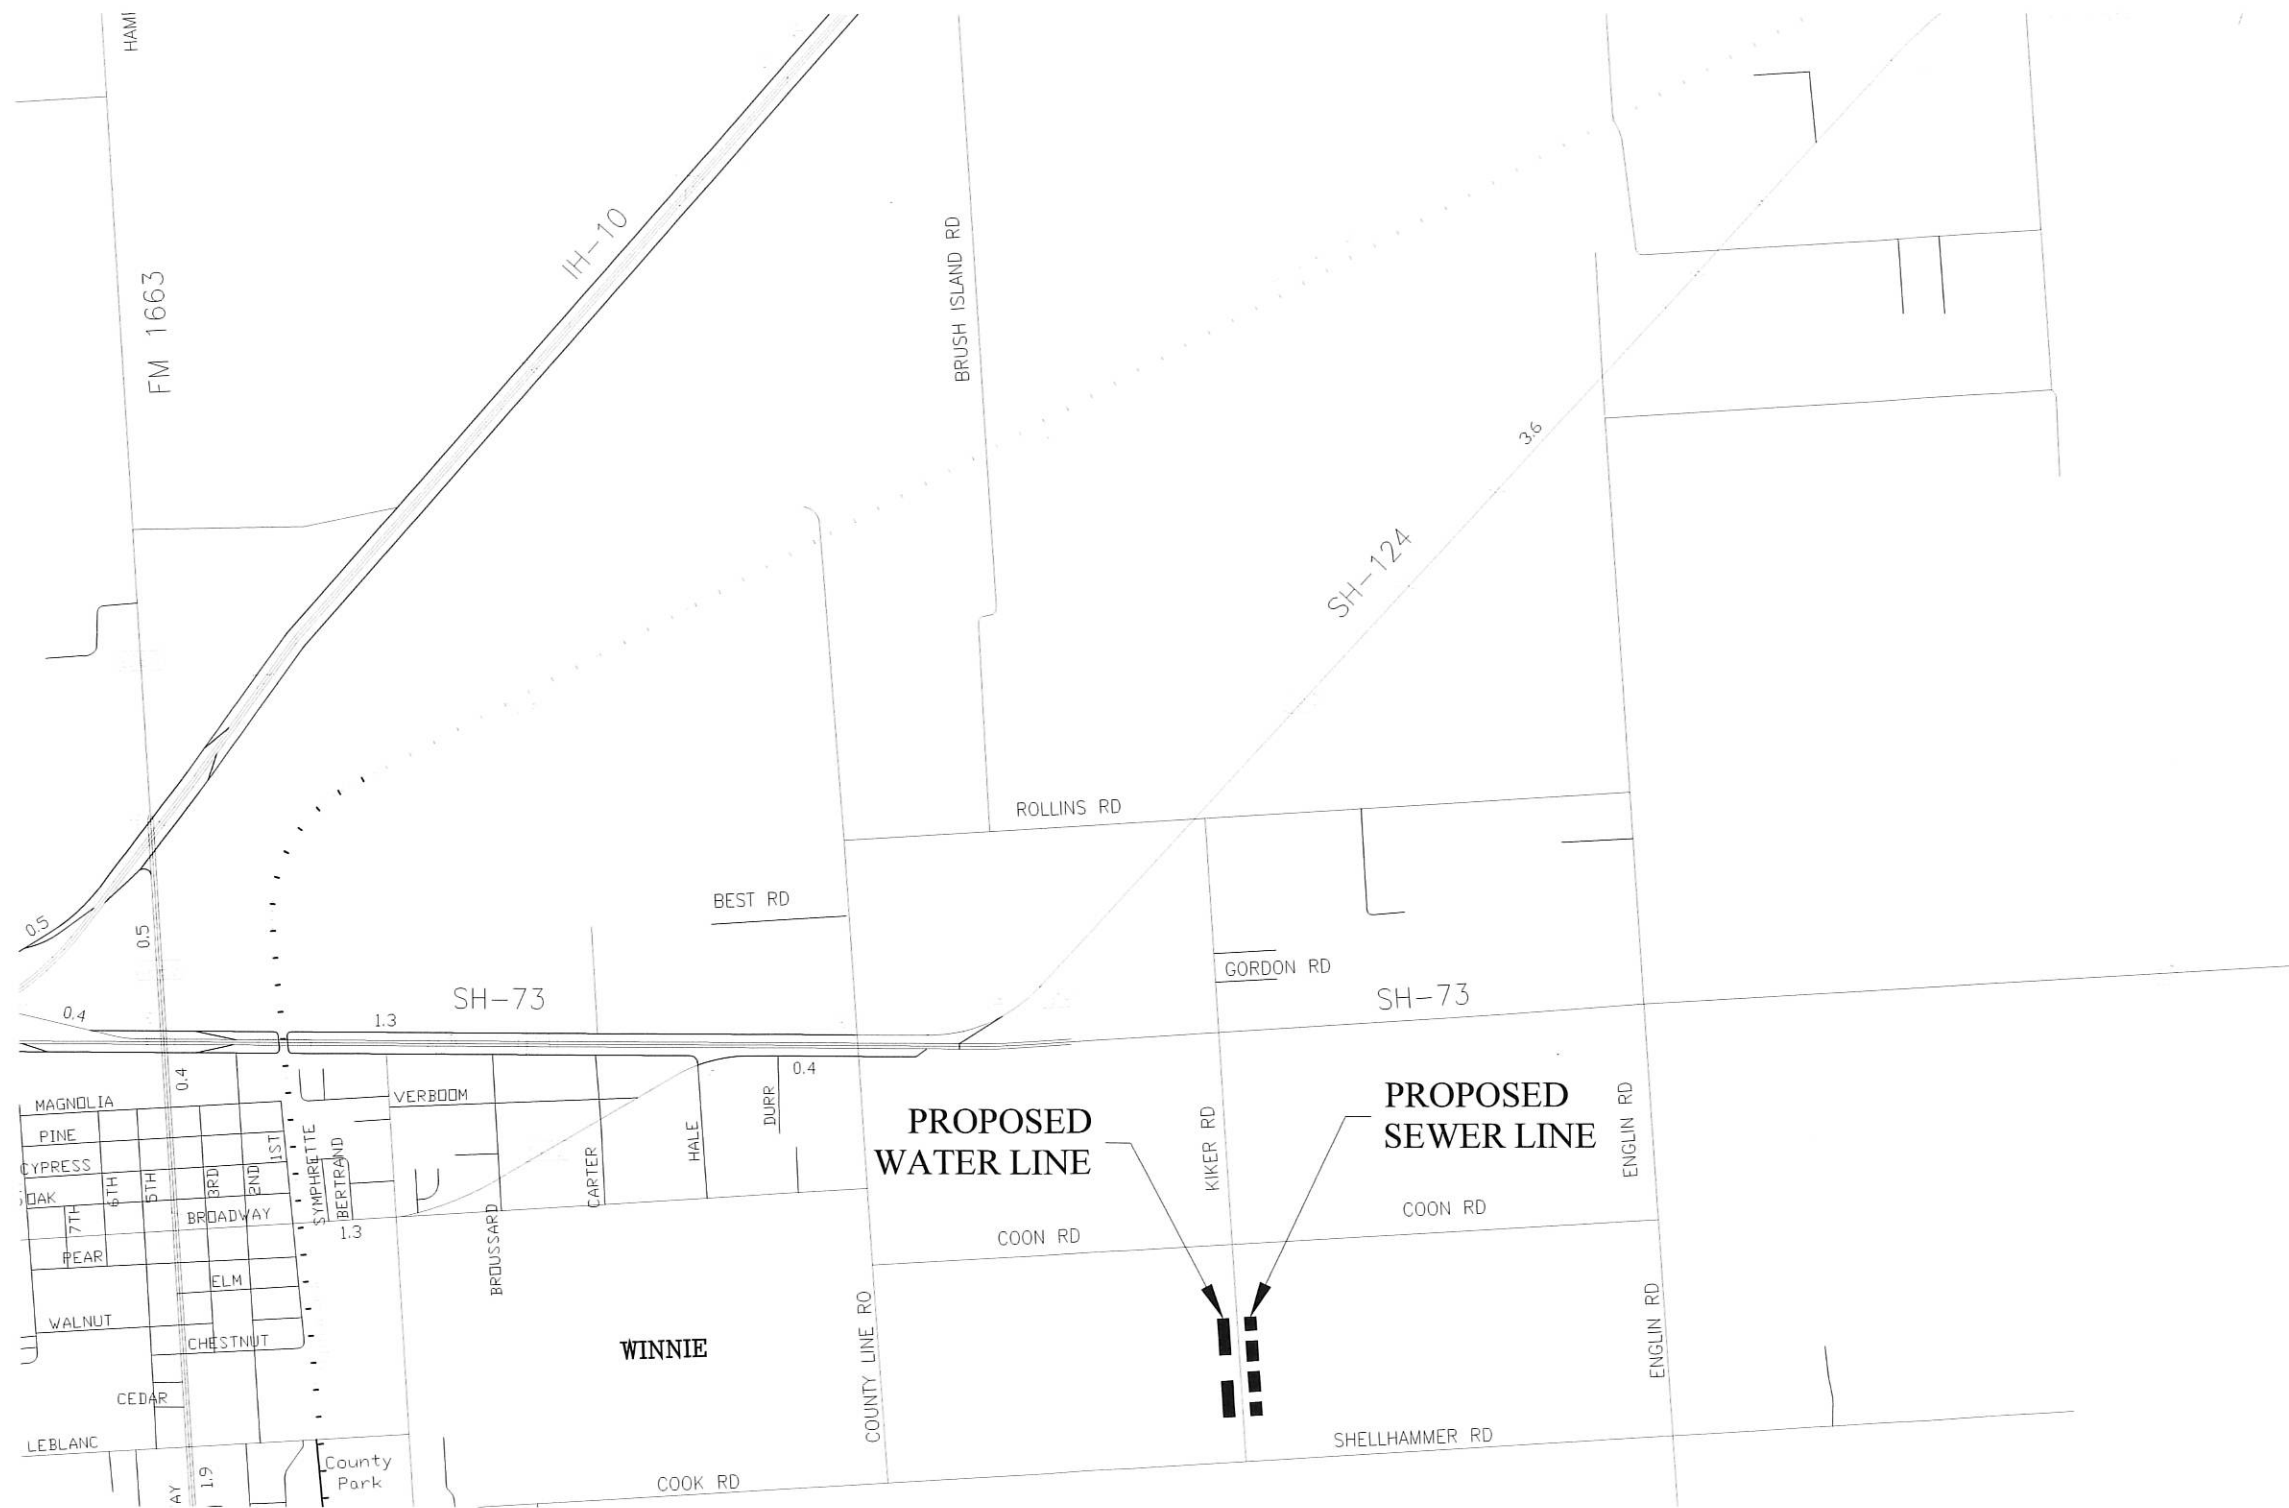 HAMI
FM 1663
IH-10
BRUSH ISLAND RD
3.6
SH-124
ROLLINS RD
BEST RD
0.5
0.5
GORDON RD
SH-73
SH-73
0.4
1.3
0.4
0.4
VERBOOM
MAGNOLIA
PINE
CYPRESS
OAK
7TH
6TH
5TH
3RD
2ND
1ST
SYMPHRETTE
BERTRAND
BROADWAY
1.3
PEAR
ELM
WALNUT
CHESTNUT
CEDAR
LEBLANC
AY
1.9
County
Park
BROUSSARD
CARTER
HALE
DURR
WINNIE
COOK RD
COUNTY LINE RO
PROPOSED
WATER LINE
KIKER RD
PROPOSED
SEWER LINE
ENGLIN RD
COON RD
COON RD
ENGLIN RD
SHELLHAMMER RD